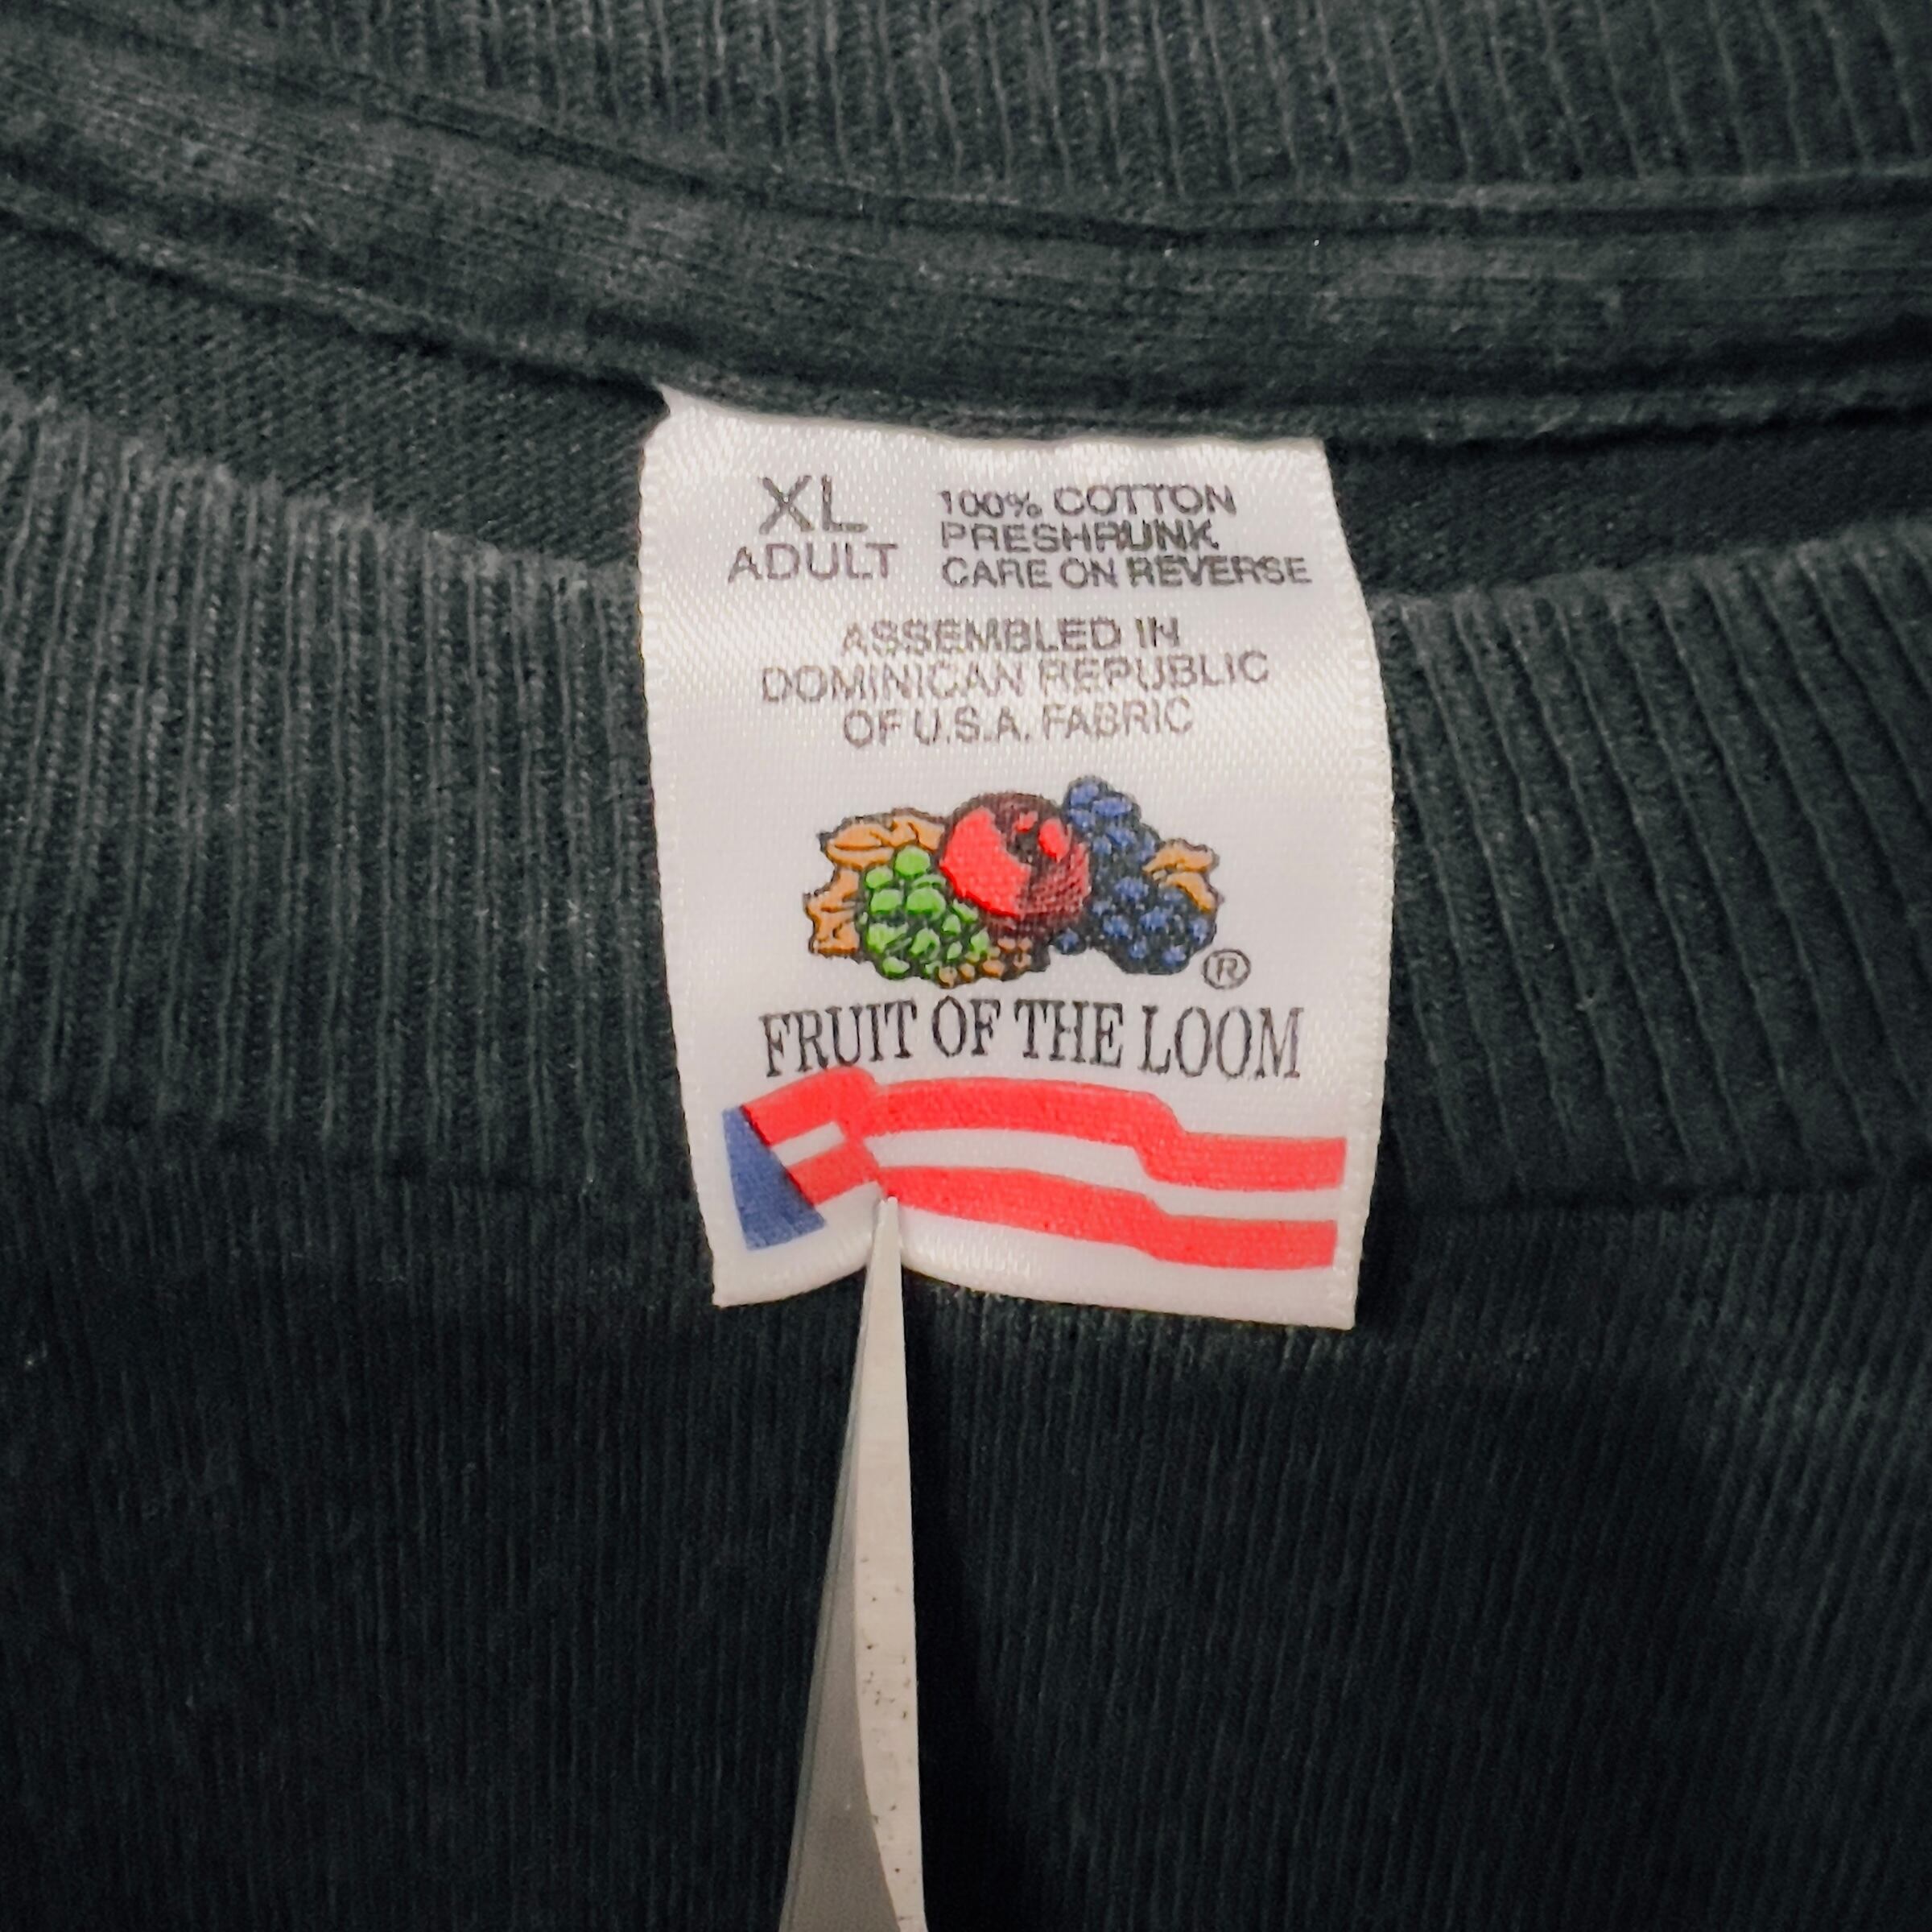 XL
ADULT
100% COTTON
PRESHRUNK
CARE ON REVERSE
ASSEMBLED IN
DOMINICAN REPUBLIC
OF U.S.A. FABRIC
®
FRUIT OF THE LOOM